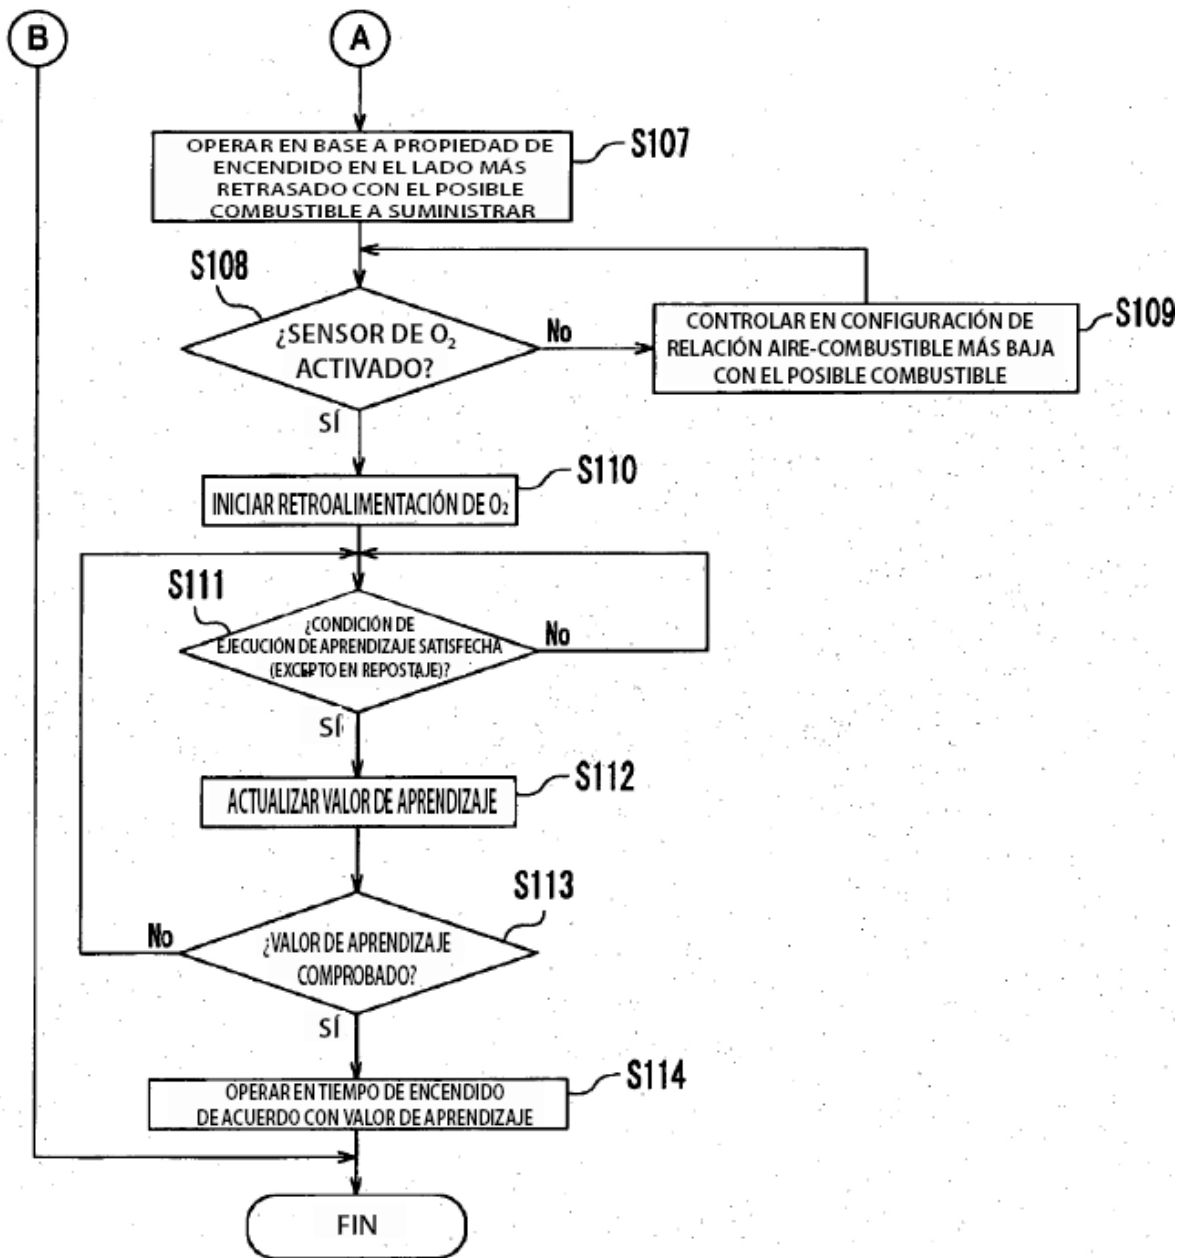 B
A
OPERAR EN BASE A PROPIEDAD DE
ENCENDIDO EN EL LADO MÁS
RETRASADO CON EL POSIBLE
COMBUSTIBLE A SUMINISTRAR
S107
S108
¿SENSOR DE O₂
ACTIVADO?
No
SÍ
CONTROLAR EN CONFIGURACIÓN DE
RELACIÓN AIRE-COMBUSTIBLE MÁS BAJA
CON EL POSIBLE COMBUSTIBLE
S109
INICIAR RETROALIMENTACIÓN DE O₂
S110
S111
¿CONDICIÓN DE
EJECUCIÓN DE APRENDIZAJE SATISFECHA
(EXCEPTO EN REPOSTAJE)?
No
SÍ
ACTUALIZAR VALOR DE APRENDIZAJE
S112
S113
¿VALOR DE APRENDIZAJE
COMPROBADO?
No
SÍ
OPERAR EN TIEMPO DE ENCENDIDO
DE ACUERDO CON VALOR DE APRENDIZAJE
S114
FIN